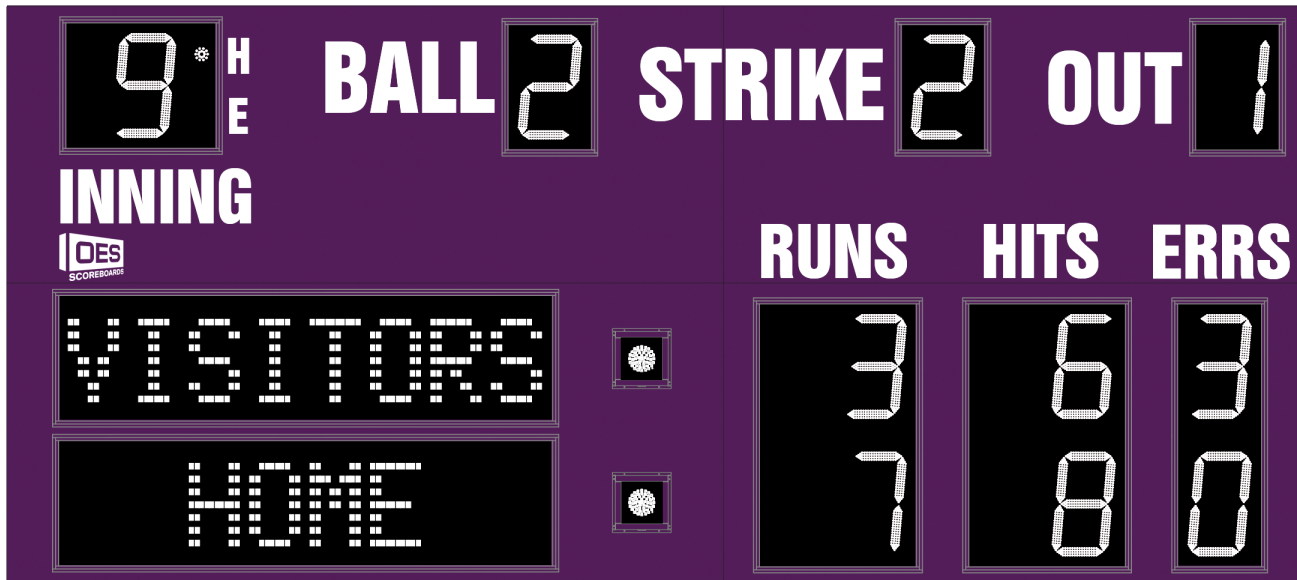 9 H BALL 2 STRIKE 2 OUT 1
E
INNING
OES
SCOREBOARDS
RUNS HITS ERRS
VISITORS 3 6 3
HOME 7 8 0